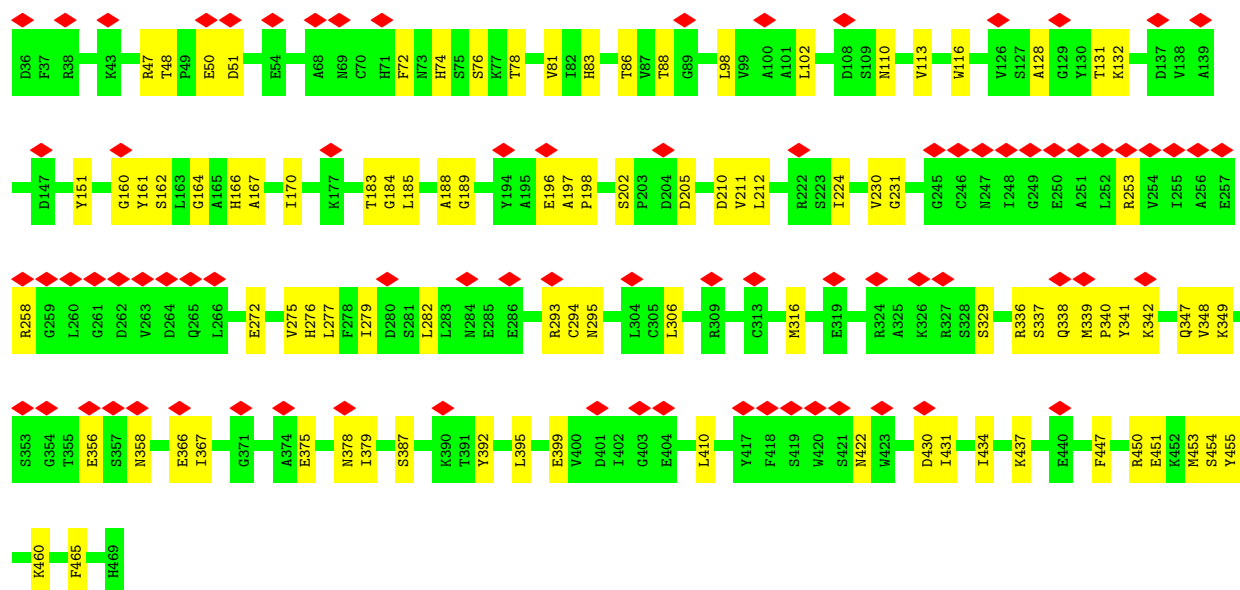 D36 F37 R38 K43 R47 T48 P49 E50 D51 E54 A68 N69 C70 H71 F72 N73 H74 S75 S76 K77 T78 V81 I82 H83 T86 V87 T88 G89 L98 V99 A100 A101 L102 D108 S109 N110 V113 W116 V126 S127 A128 G129 Y130 T131 K132 D137 V138 A139
D147 Y151 G160 Y161 S162 L163 G164 A165 H166 A167 I170 K177 T183 G184 L185 A188 G189 Y194 A195 E196 A197 P198 S202 P203 D204 D205 D210 V211 L212 R222 S223 I224 V230 G231 G245 C246 N247 I248 G249 E250 A251 L252 R253 V254 I255 A256 E257
R258 G259 L260 G261 D262 V263 D264 Q265 L266 E272 V275 H276 L277 F278 I279 D280 S281 L282 L283 N284 E285 E286 R293 C294 N295 L304 C305 L306 R309 C313 M316 E319 R324 A325 K326 R327 S328 S329 R336 S337 Q338 M339 P340 Y341 K342 Q347 V348 K349
S353 G354 T355 E356 S357 N358 E366 I367 G371 A374 E375 N378 I379 S387 K390 T391 Y392 L395 E399 V400 D401 I402 G403 E404 L410 Y417 F418 S419 W420 S421 N422 W423 D430 I431 I434 K437 E440 F447 R450 E451 K452 M453 S454 Y455
K460 F465 H469